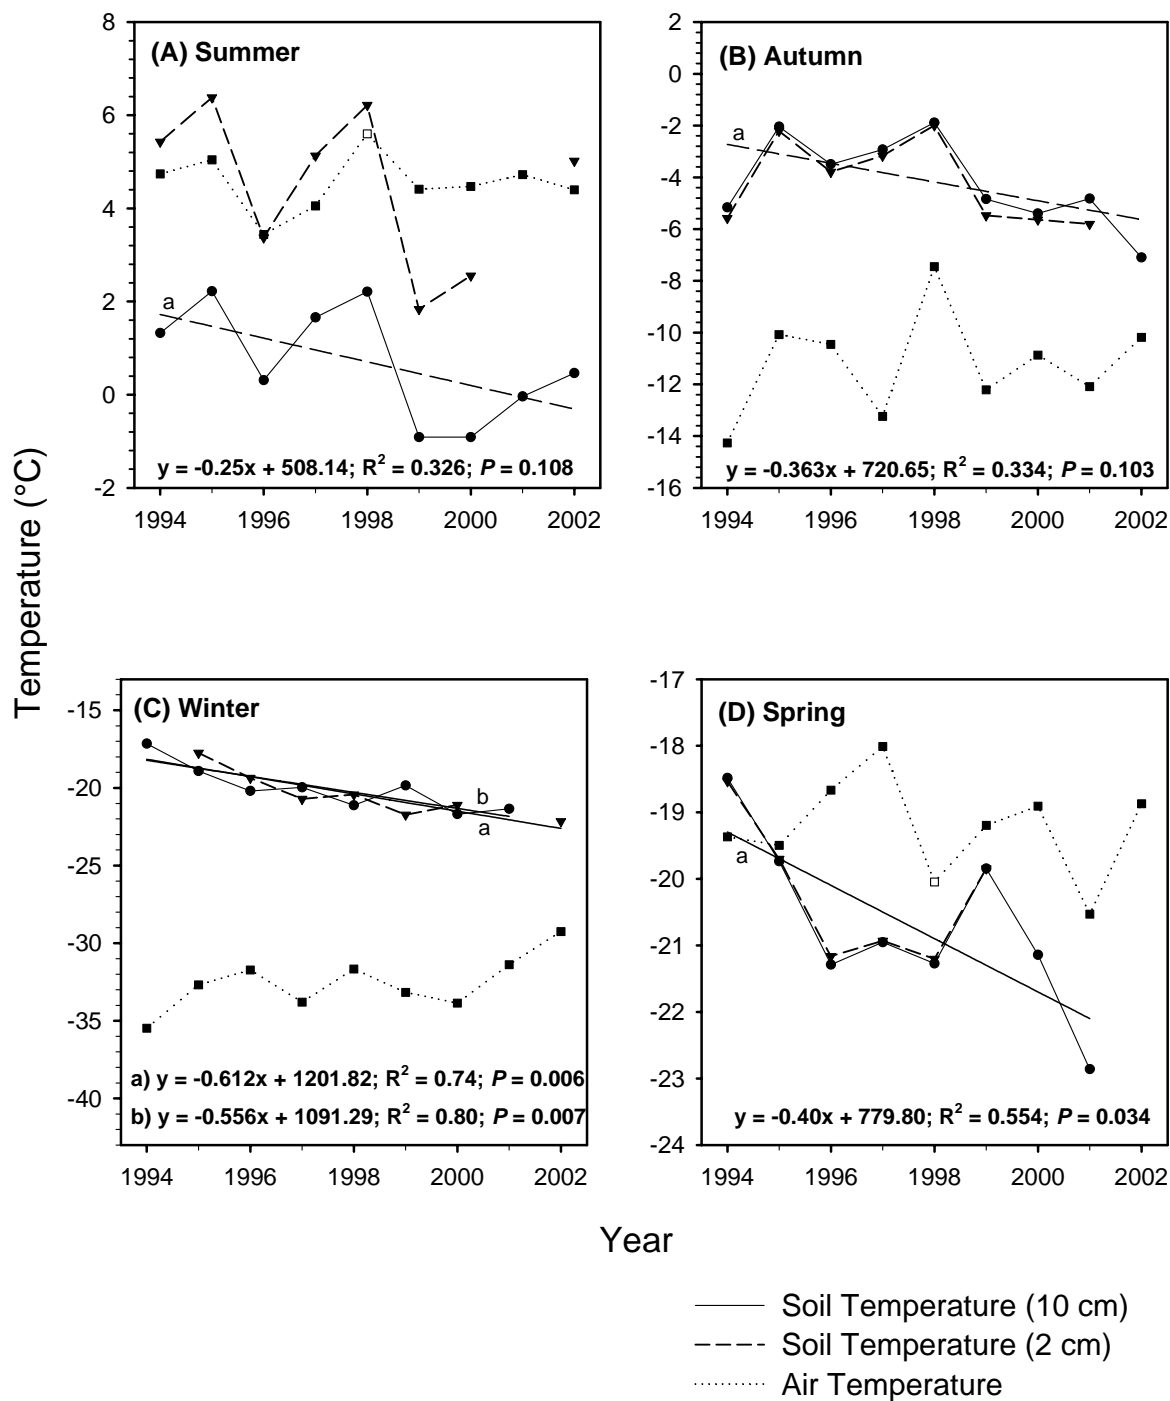 Temperature (°C)
(A) Summer
8
6
4
2
0
-2
a
y = -0.25x + 508.14; R² = 0.326; P = 0.108
1994 1996 1998 2000 2002
(B) Autumn
2
0
-2
-4
-6
-8
-10
-12
-14
-16
a
y = -0.363x + 720.65; R² = 0.334; P = 0.103
1994 1996 1998 2000 2002
(C) Winter
-15
-20
-25
-30
-35
-40
b
a
a) y = -0.612x + 1201.82; R² = 0.74; P = 0.006
b) y = -0.556x + 1091.29; R² = 0.80; P = 0.007
1994 1996 1998 2000 2002
(D) Spring
-17
-18
-19
-20
-21
-22
-23
-24
a
y = -0.40x + 779.80; R² = 0.554; P = 0.034
1994 1996 1998 2000 2002
Year
Soil Temperature (10 cm)
Soil Temperature (2 cm)
Air Temperature